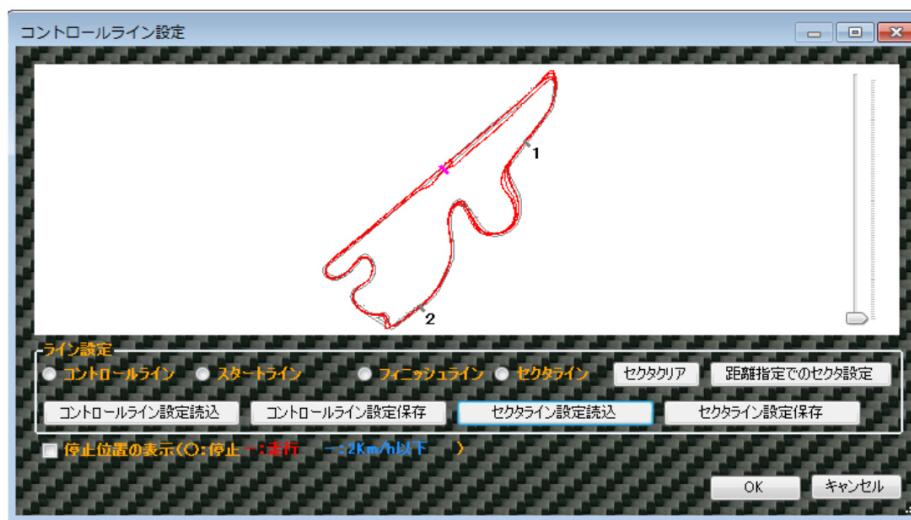 コントロールライン設定
1
2
ライン設定
コントロールライン スタートライン フィニッシュライン セクタライン セクタクリア 距離指定でのセクタ設定
コントロールライン設定読込 コントロールライン設定保存 セクタライン設定読込 セクタライン設定保存
停止位置の表示(〇:停止 ー:走行 ー:2Km/h以下 )
OK キャンセル